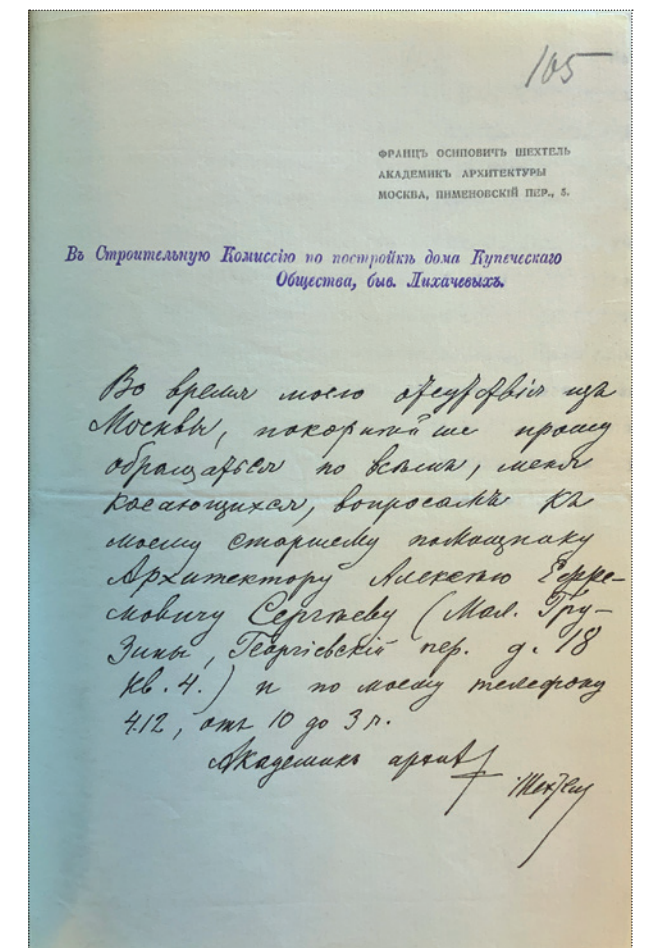 105
ФРАНЦЪ ОСИПОВИЧЪ ШЕХТЕЛЬ
АКАДЕМИКЪ АРХИТЕКТУРЫ
МОСКВА, ПИМЕНОВСКІЙ ПЕР., 5.
Въ Строительную Комиссію по постройкѣ дома Купеческаго
Общества, быв. Лихачевыхъ.
Во время моего отсутствія изъ
Москвы, покорнѣйше прошу
обращаться по всѣмъ, меня
касающихся, вопросамъ къ
моему старшему помощнику
Архитектору Алексѣю Ефре-
мовичу Сергѣеву (Мал. Гру-
зины, Георгіевскій пер. д. 18
кв. 4.) и по моему телефону
412, отъ 10 до 3 ч.
Академикъ архит
Шехтель